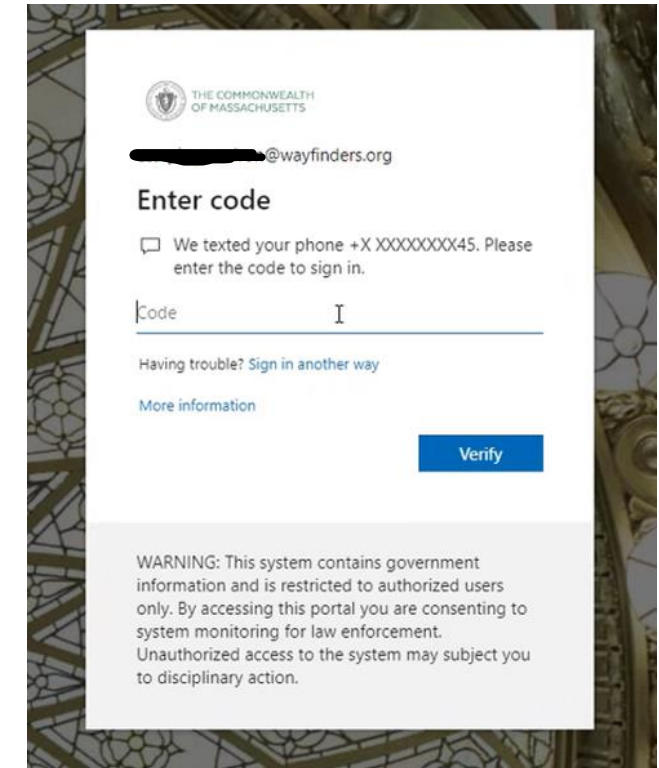 THE COMMONWEALTH
OF MASSACHUSETTS
@wayfinders.org
Enter code
We texted your phone +X XXXXXXXX45. Please
enter the code to sign in.
Code
Having trouble? Sign in another way
More information
Verify
WARNING: This system contains government
information and is restricted to authorized users
only. By accessing this portal you are consenting to
system monitoring for law enforcement.
Unauthorized access to the system may subject you
to disciplinary action.